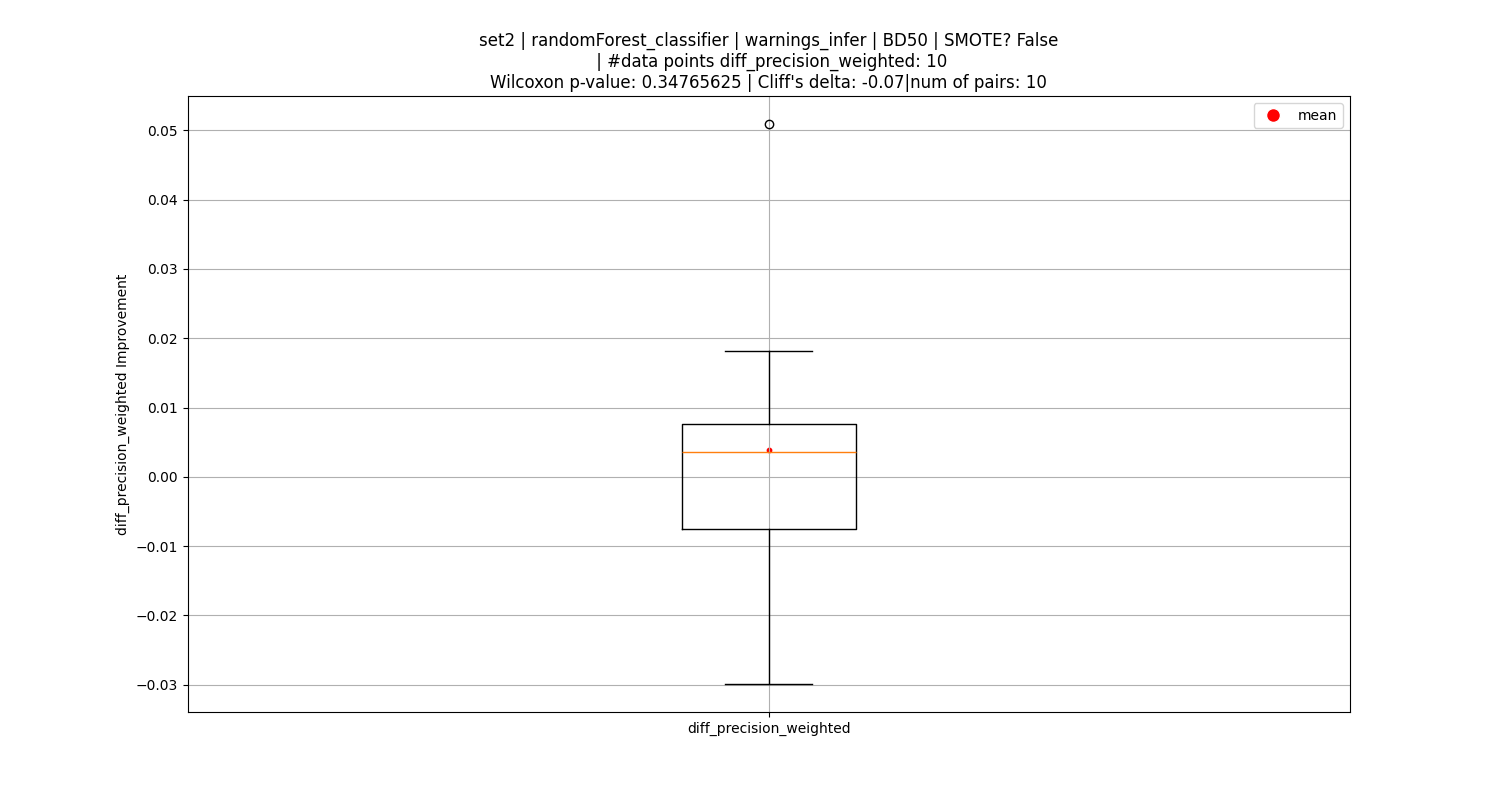 set2 | randomForest_classifier | warnings_infer | BD50 | SMOTE? False
| #data points diff_precision_weighted: 10
Wilcoxon p-value: 0.34765625 | Cliff's delta: -0.07|num of pairs: 10
mean
0.05
0.04
0.03
0.02
0.01
0.00
−0.01
−0.02
−0.03
diff_precision_weighted Improvement
diff_precision_weighted